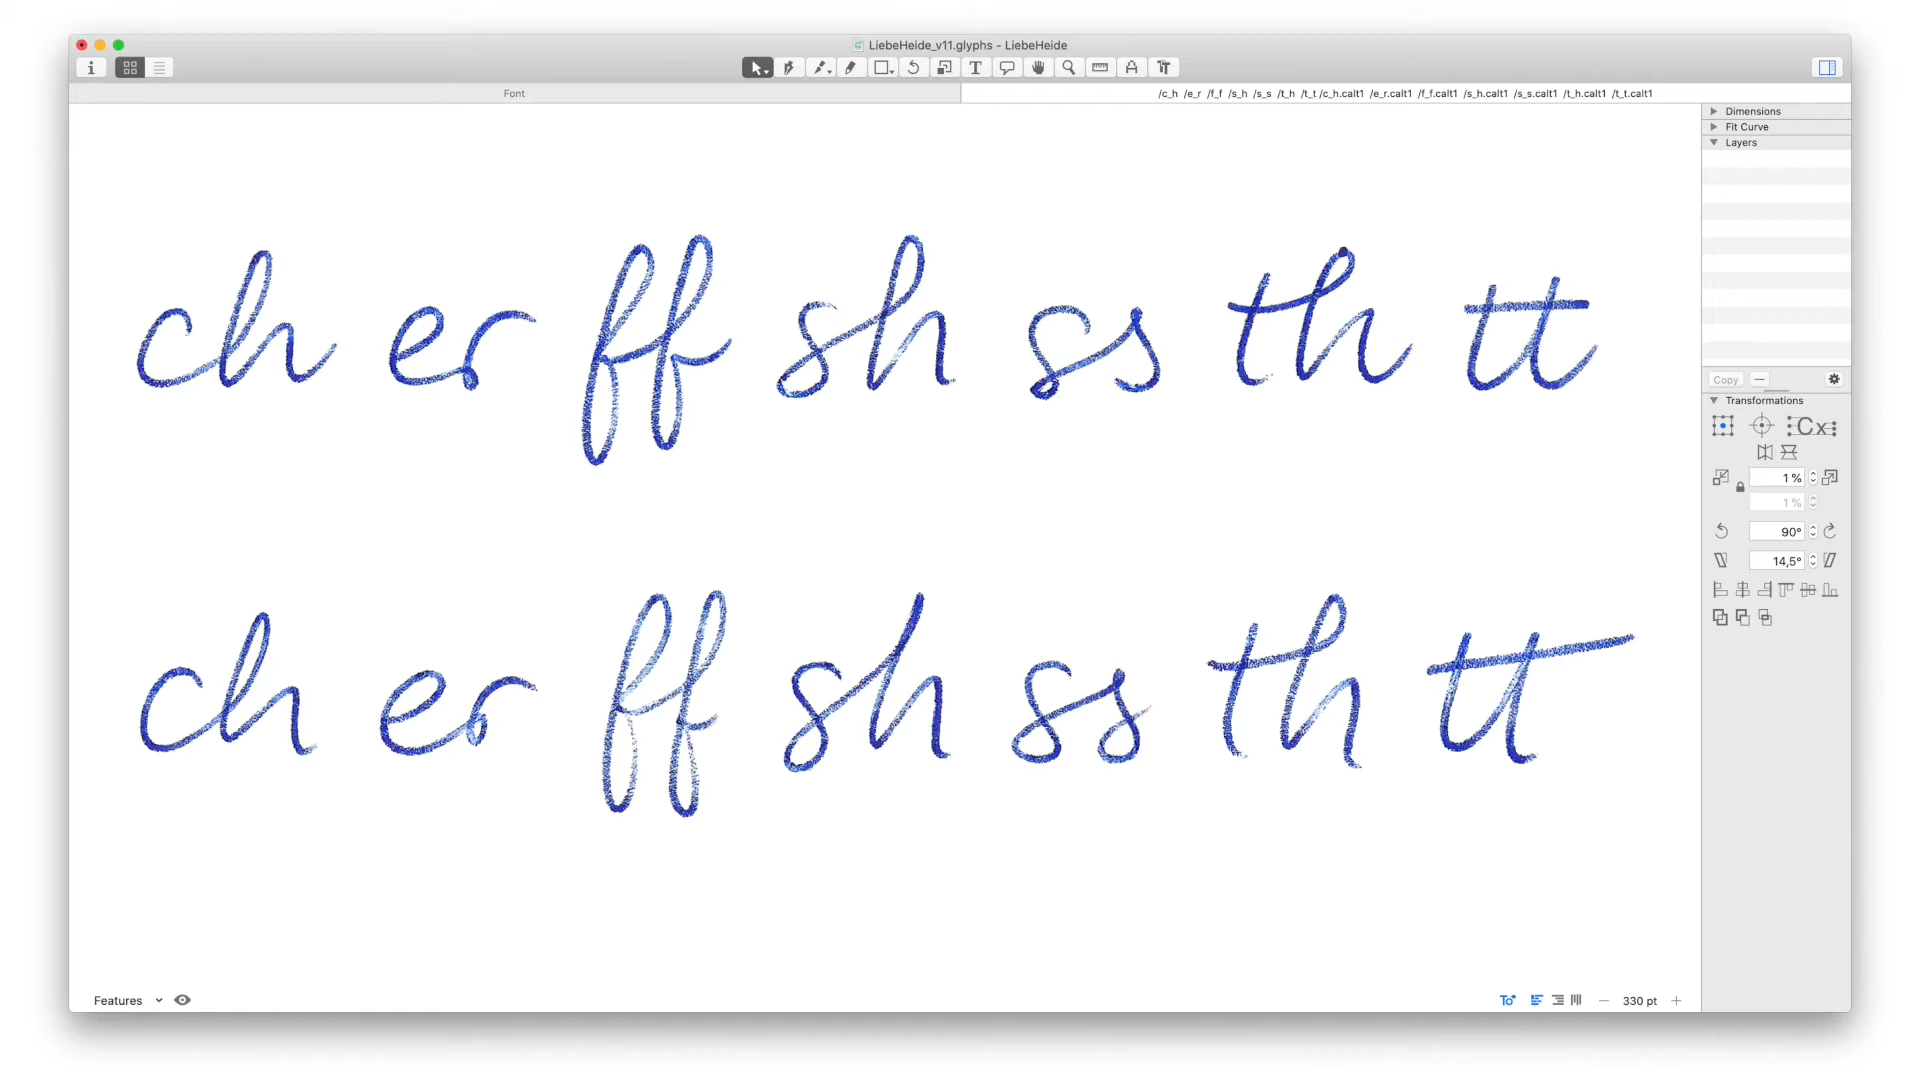 LiebeHeide_v11.glyphs - LiebeHeide
Font
/c_h /e_r /f_f /s_h /s_s /t_h /t_t /c_h.calt1 /e_r.calt1 /f_f.calt1 /s_h.calt1 /s_s.calt1 /t_h.calt1 /t_t.calt1
Dimensions
Fit Curve
Layers
ch er ff sh ss th tt
Copy
Transformations
Cx
1 %
1 %
90°
14,5°
ch er ff sh ss th tt
Features
To
330 pt